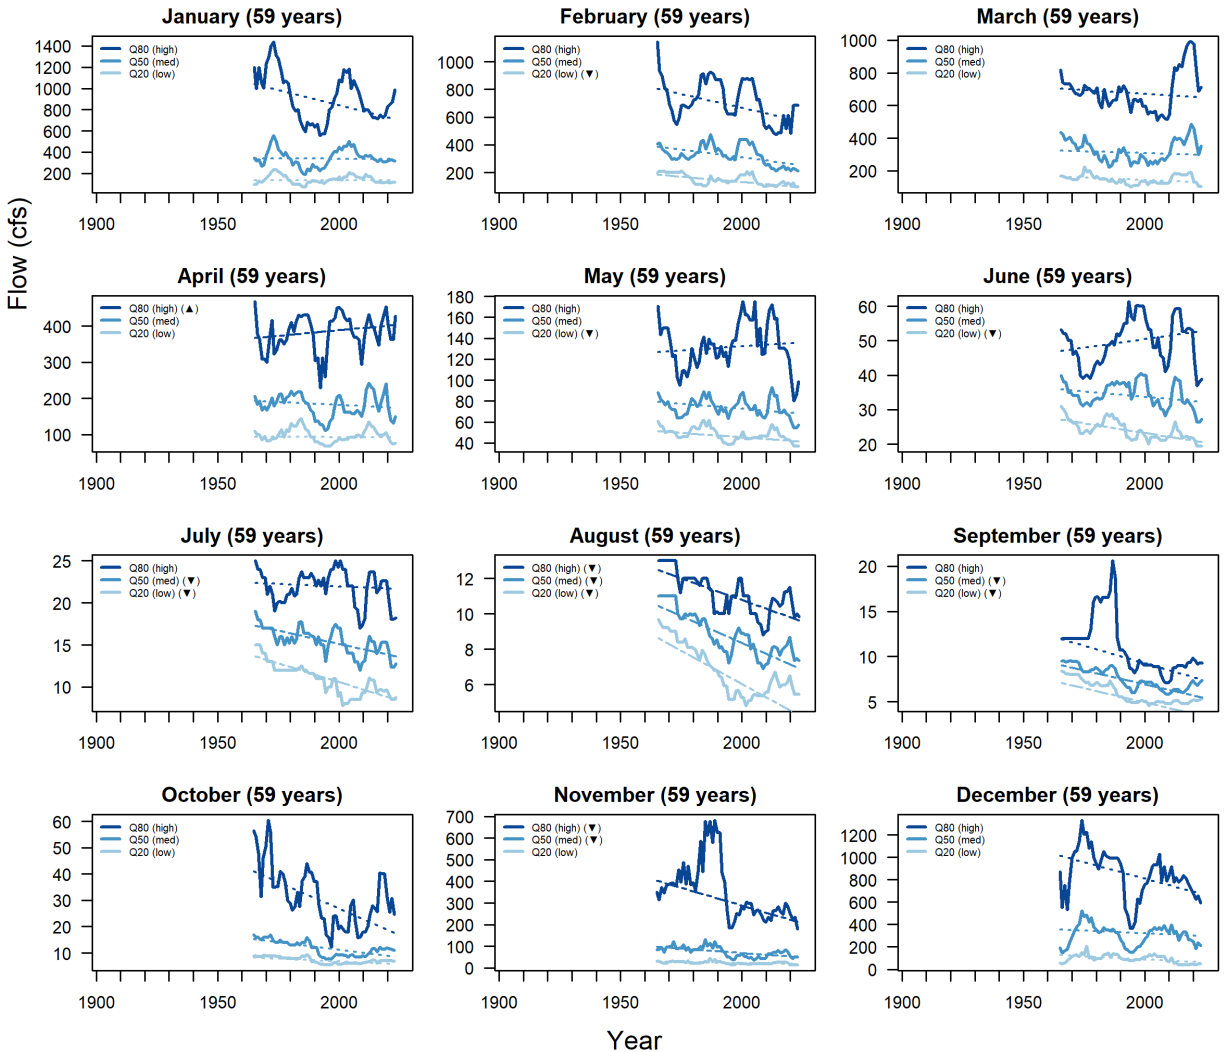 January (59 years)
1400
1200
1000
800
600
400
200
Q80 (high)
Q50 (med)
Q20 (low)
1900
1950
2000
February (59 years)
1000
800
600
400
200
Q80 (high)
Q50 (med)
Q20 (low) (▼)
1900
1950
2000
March (59 years)
1000
800
600
400
200
Q80 (high)
Q50 (med)
Q20 (low)
1900
1950
2000
Flow (cfs)
April (59 years)
400
300
200
100
Q80 (high) (▲)
Q50 (med)
Q20 (low)
1900
1950
2000
May (59 years)
180
160
140
120
100
80
60
40
Q80 (high)
Q50 (med)
Q20 (low) (▼)
1900
1950
2000
June (59 years)
60
50
40
30
20
Q80 (high)
Q50 (med)
Q20 (low) (▼)
1900
1950
2000
July (59 years)
25
20
15
10
Q80 (high)
Q50 (med) (▼)
Q20 (low) (▼)
1900
1950
2000
August (59 years)
12
10
8
6
Q80 (high) (▼)
Q50 (med) (▼)
Q20 (low) (▼)
1900
1950
2000
September (59 years)
20
15
10
5
Q80 (high)
Q50 (med) (▼)
Q20 (low) (▼)
1900
1950
2000
October (59 years)
60
50
40
30
20
10
Q80 (high)
Q50 (med)
Q20 (low)
1900
1950
2000
November (59 years)
700
600
500
400
300
200
100
0
Q80 (high) (▼)
Q50 (med) (▼)
Q20 (low)
1900
1950
2000
December (59 years)
1200
1000
800
600
400
200
0
Q80 (high)
Q50 (med)
Q20 (low)
1900
1950
2000
Year